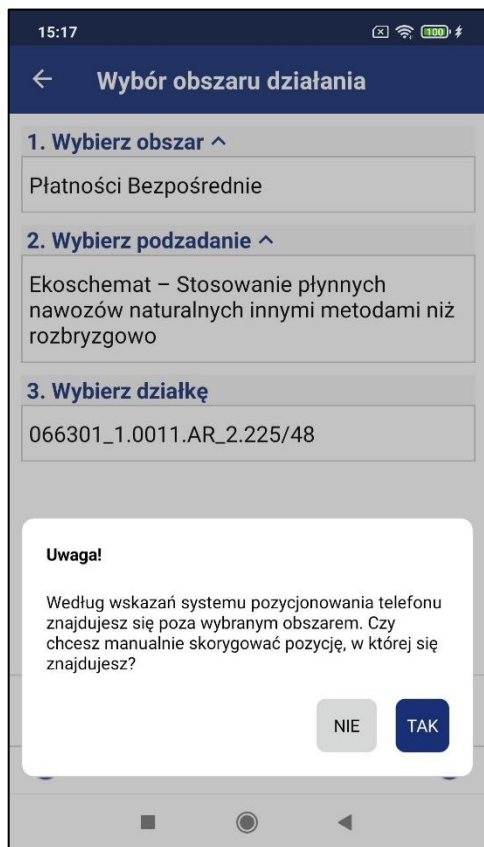 15:17
100
Wybór obszaru działania
1. Wybierz obszar
Płatności Bezpośrednie
2. Wybierz podzadanie
Ekoschemat – Stosowanie płynnych
nawozów naturalnych innymi metodami niż
rozbryzgowo
3. Wybierz działkę
066301_1.0011.AR_2.225/48
Uwaga!
Według wskazań systemu pozycjonowania telefonu
znajdujesz się poza wybranym obszarem. Czy
chcesz manualnie skorygować pozycję, w której się
znajdujesz?
NIE
TAK